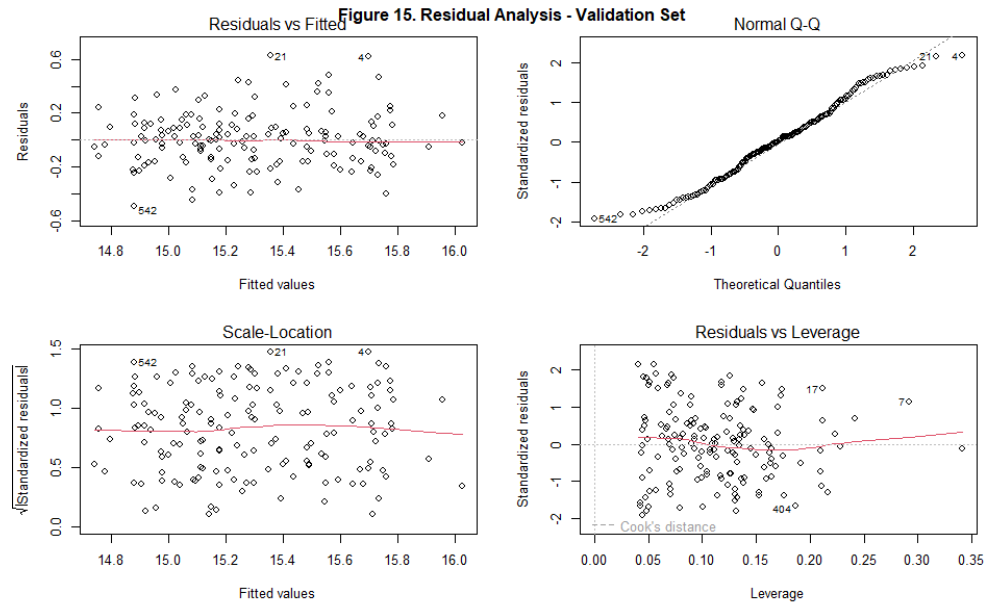 Figure 15. Residual Analysis - Validation Set
Residuals vs Fitted
Residuals
0.6
0.2
-0.2
-0.6
21
4
542
14.8 15.0 15.2 15.4 15.6 15.8 16.0
Fitted values
Normal Q-Q
Standardized residuals
2
1
0
-1
-2
21
4
542
-2 -1 0 1 2
Theoretical Quantiles
Scale-Location
√|Standardized residuals|
1.5
1.0
0.5
0.0
542
21
4
14.8 15.0 15.2 15.4 15.6 15.8 16.0
Fitted values
Residuals vs Leverage
Standardized residuals
2
1
0
-1
-2
17
7
404
Cook's distance
0.00 0.05 0.10 0.15 0.20 0.25 0.30 0.35
Leverage